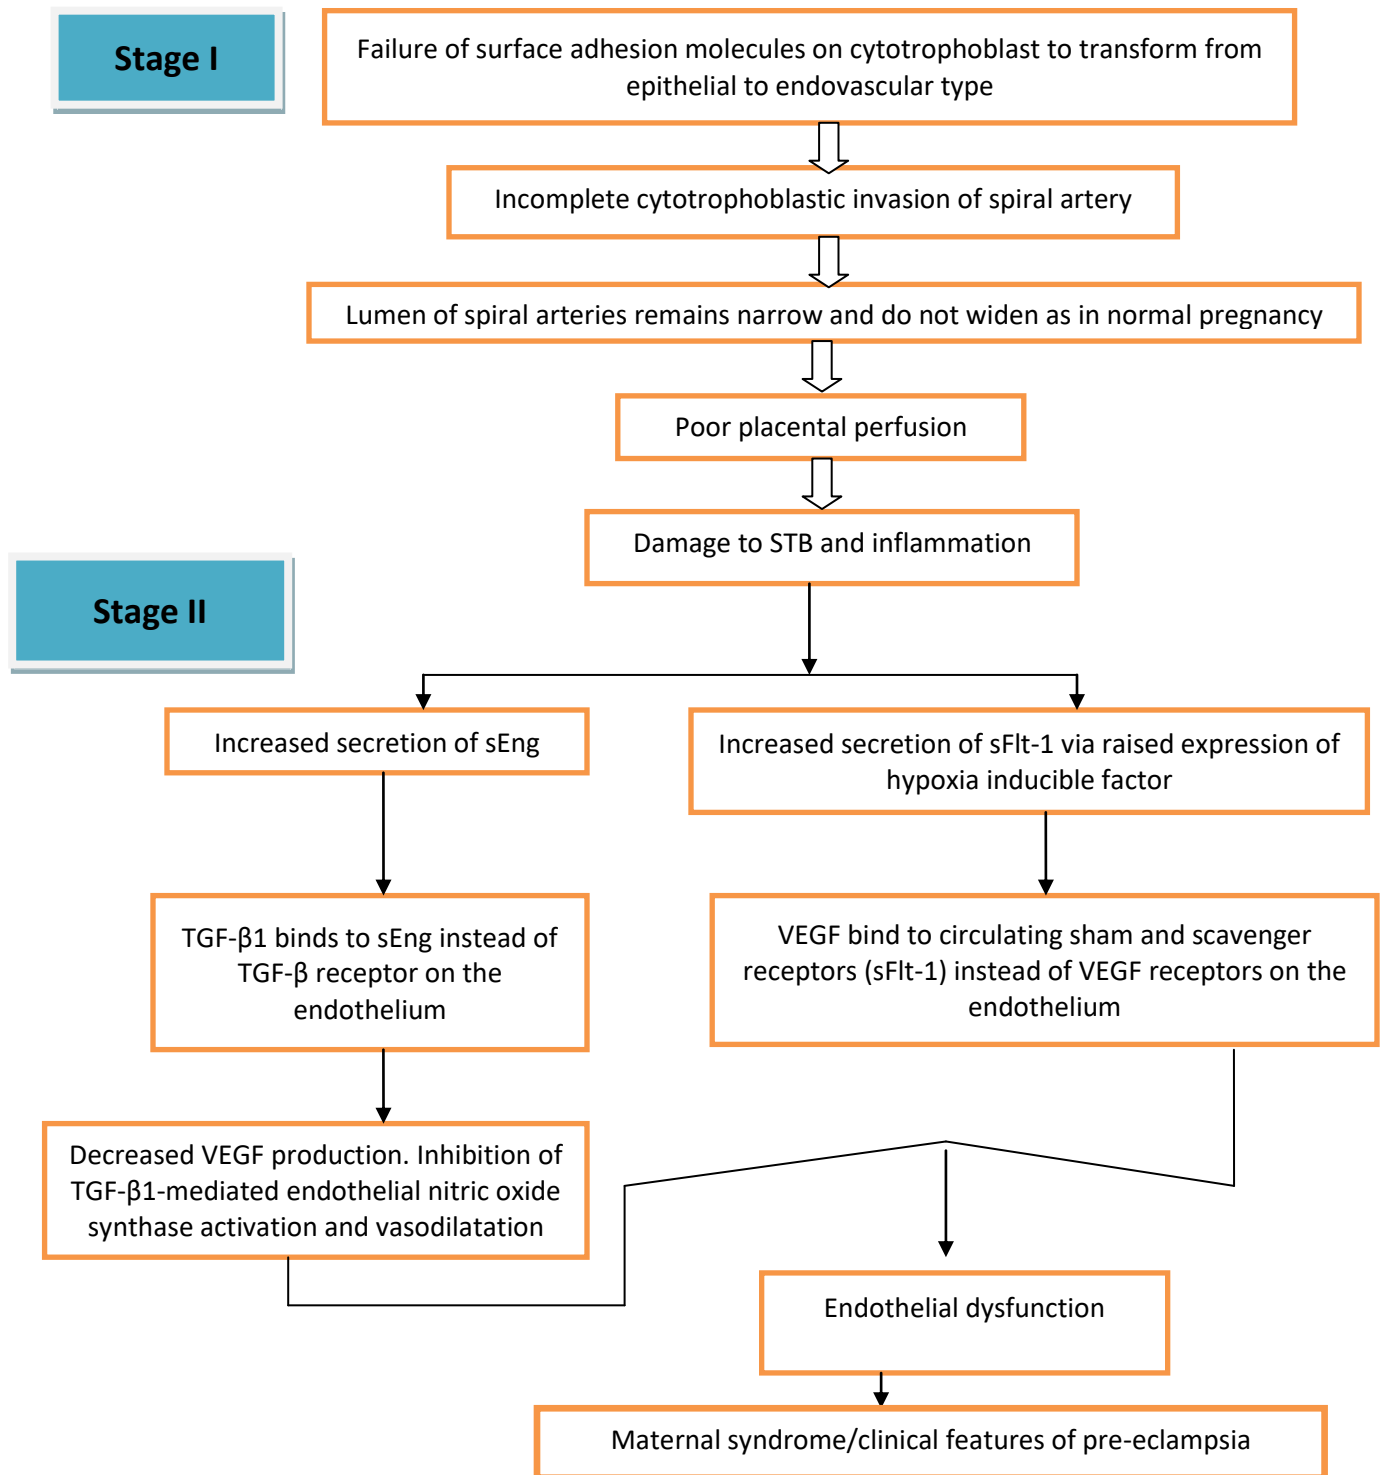 Stage I
Failure of surface adhesion molecules on cytotrophoblast to transform from
epithelial to endovascular type
Incomplete cytotrophoblastic invasion of spiral artery
Lumen of spiral arteries remains narrow and do not widen as in normal pregnancy
Poor placental perfusion
Damage to STB and inflammation
Stage II
Increased secretion of sEng
Increased secretion of sFlt-1 via raised expression of
hypoxia inducible factor
TGF-β1 binds to sEng instead of
TGF-β receptor on the
endothelium
VEGF bind to circulating sham and scavenger
receptors (sFlt-1) instead of VEGF receptors on the
endothelium
Decreased VEGF production. Inhibition of
TGF-β1-mediated endothelial nitric oxide
synthase activation and vasodilatation
Endothelial dysfunction
Maternal syndrome/clinical features of pre-eclampsia